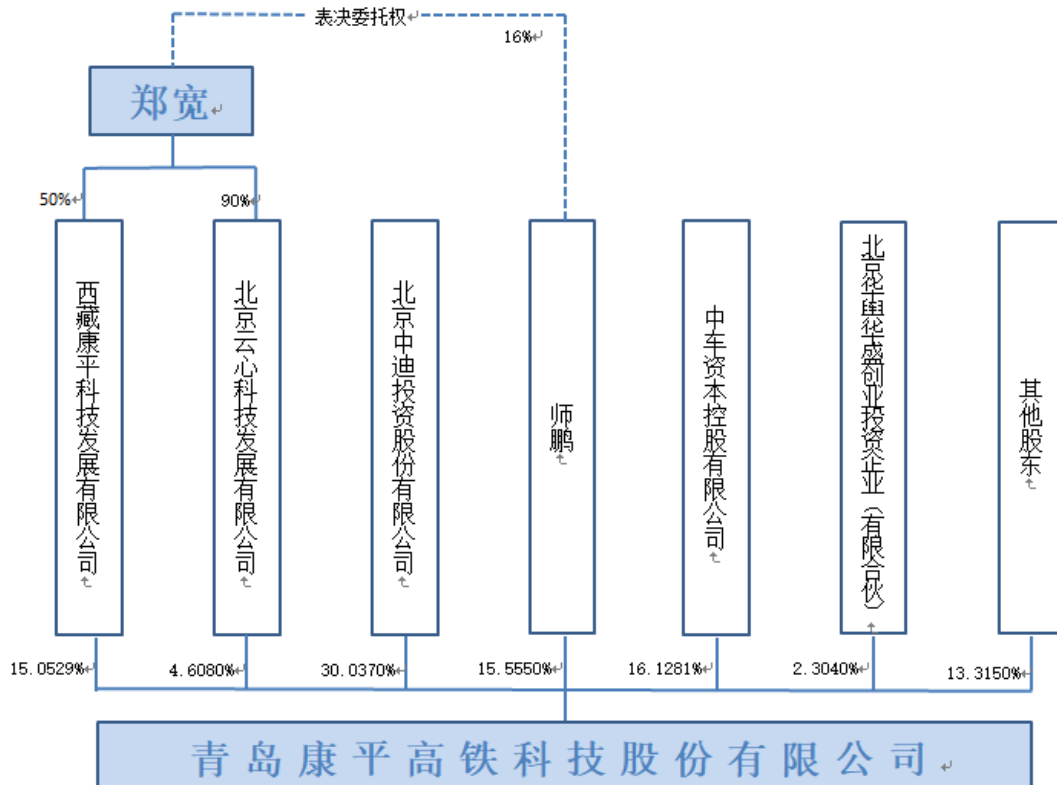 表决委托权
16%
郑宽
50%
90%
西藏康平科技发展有限公司
北京云心科技发展有限公司
北京中迪投资股份有限公司
师鹏
中车资本控股有限公司
北京华舆华盛创业投资企业（有限合伙）
其他股东
15.0529%
4.6080%
30.0370%
15.5550%
16.1281%
2.3040%
13.3150%
青岛康平高铁科技股份有限公司